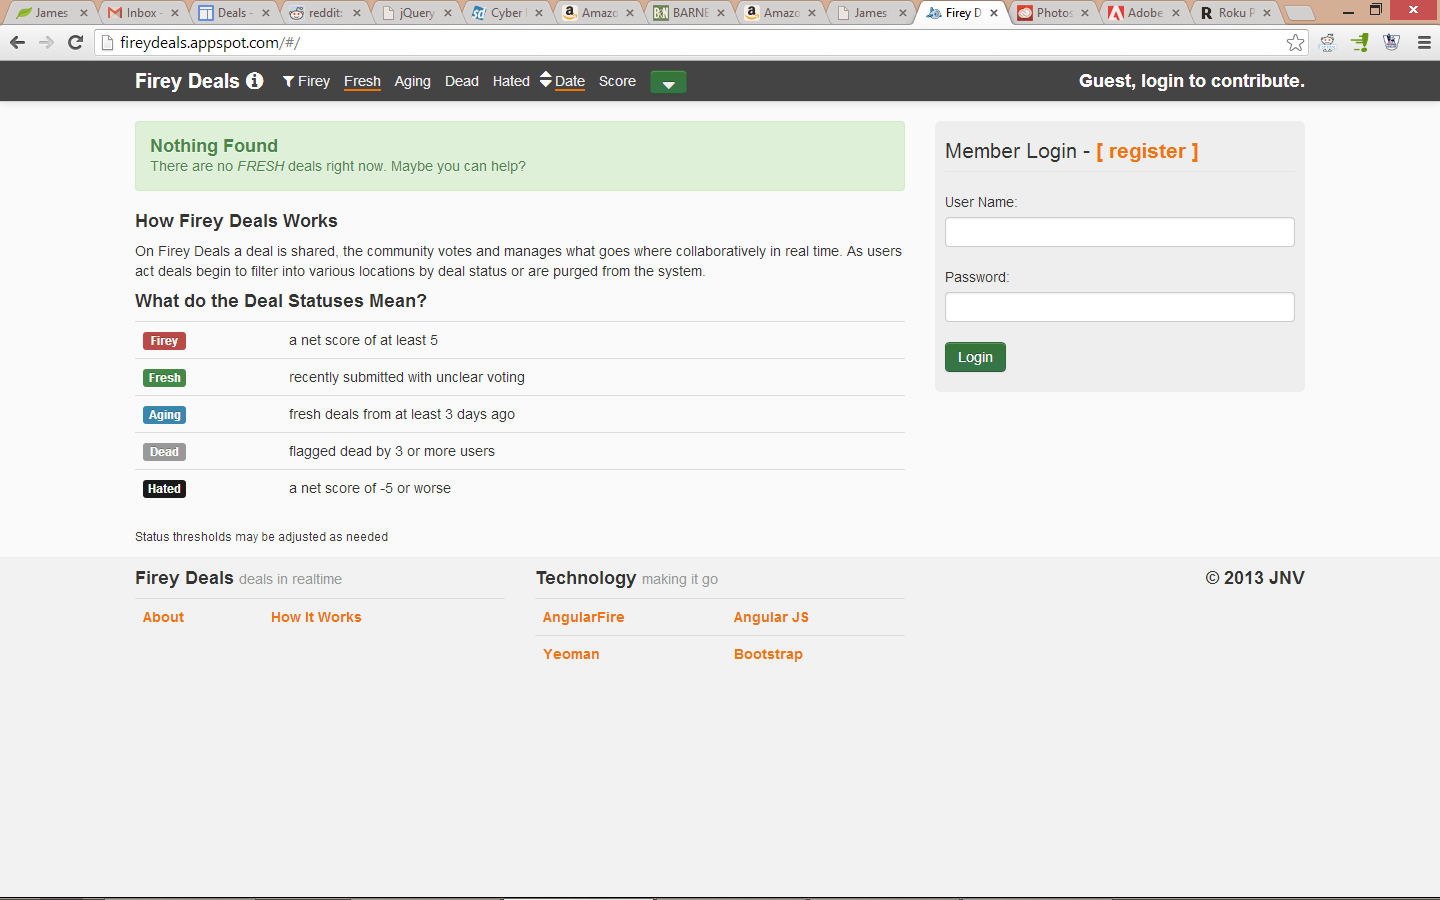 James
Inbox -
Deals -
reddit:
jQuery
Cyber
Amazo
BARNE
Amazo
James
Firey D
Photos
Adobe
Roku P
fireydeals.appspot.com/#/
Firey Deals Firey Fresh Aging Dead Hated Date Score Guest, login to contribute.
Nothing Found
There are no FRESH deals right now. Maybe you can help?
How Firey Deals Works
On Firey Deals a deal is shared, the community votes and manages what goes where collaboratively in real time. As users
act deals begin to filter into various locations by deal status or are purged from the system.
What do the Deal Statuses Mean?
Firey a net score of at least 5
Fresh recently submitted with unclear voting
Aging fresh deals from at least 3 days ago
Dead flagged dead by 3 or more users
Hated a net score of -5 or worse
Status thresholds may be adjusted as needed
Member Login - [ register ]
User Name:
Password:
Login
Firey Deals deals in realtime
About How It Works
Technology making it go
AngularFire Angular JS
Yeoman Bootstrap
© 2013 JNV